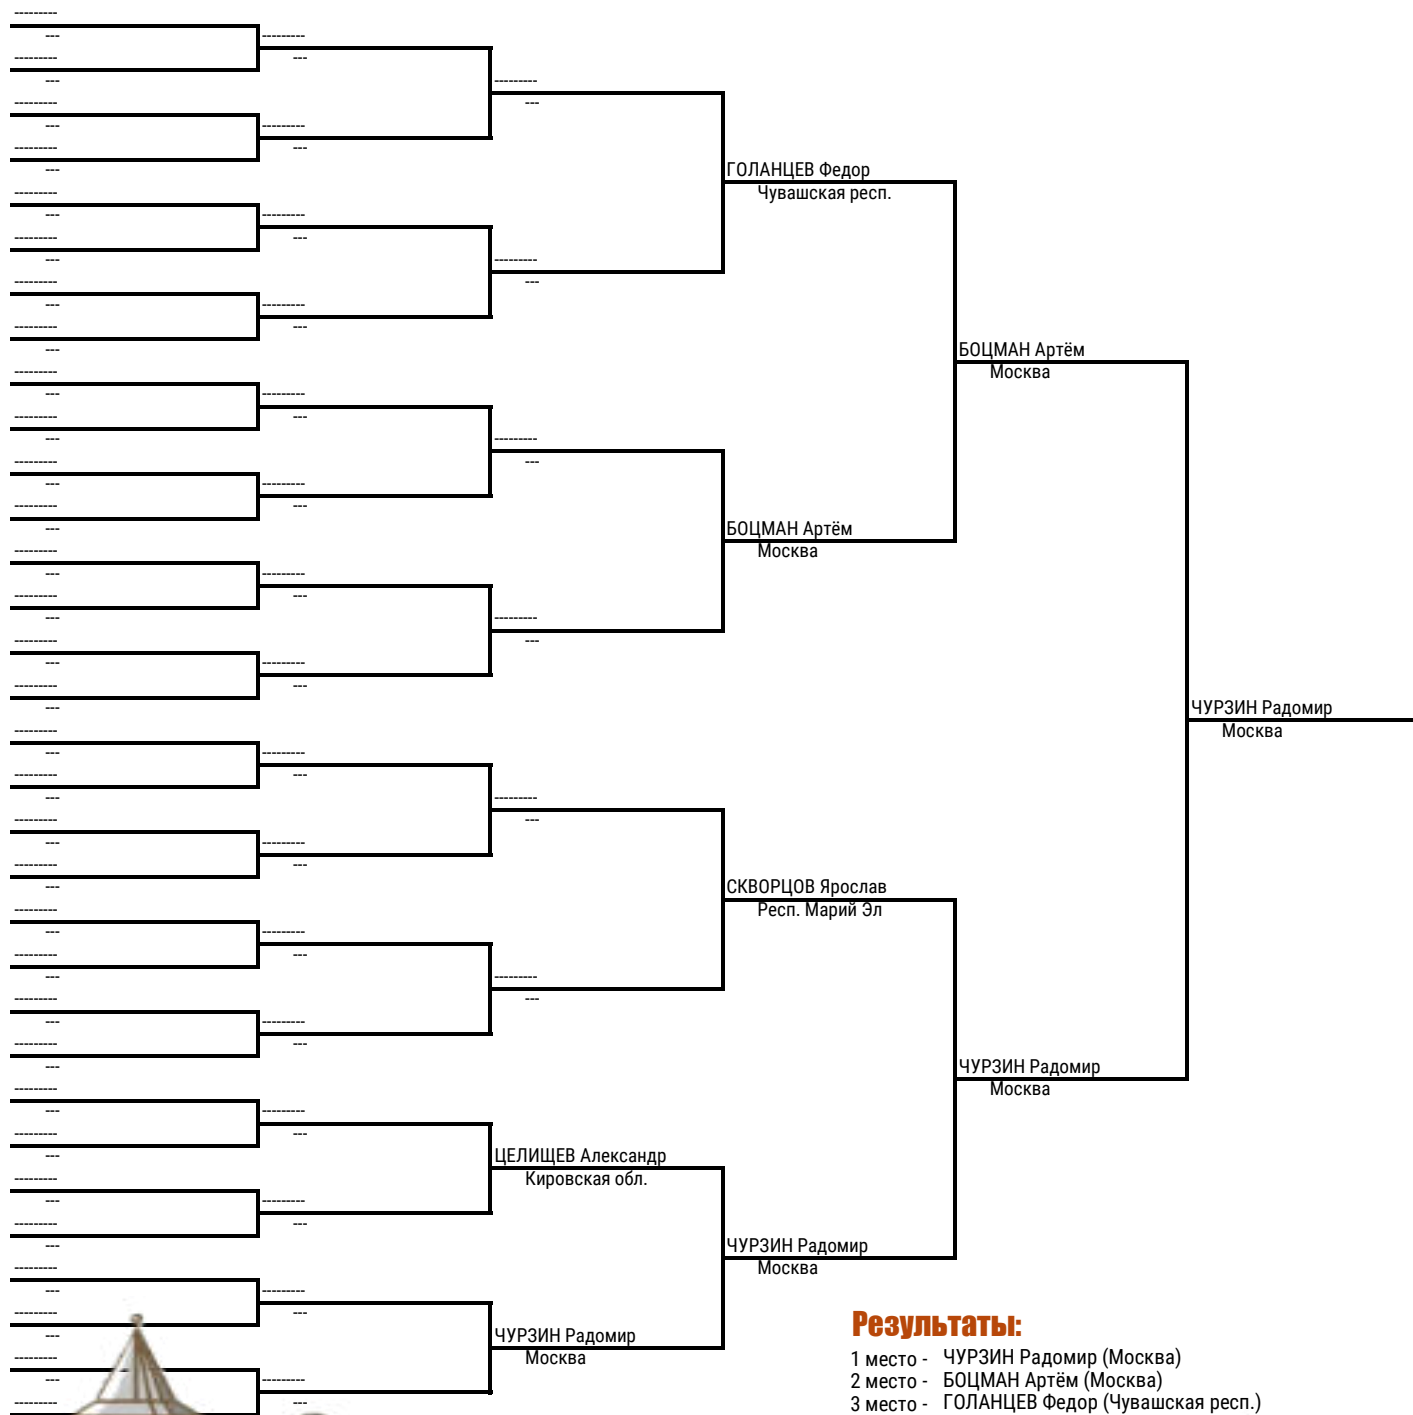 ГОЛАНЦЕВ Федор
Чувашская респ.
БОЦМАН Артём
Москва
БОЦМАН Артём
Москва
ЧУРЗИН Радомир
Москва
СКВОРЦОВ Ярослав
Респ. Марий Эл
ЧУРЗИН Радомир
Москва
ЦЕЛИЩЕВ Александр
Кировская обл.
ЧУРЗИН Радомир
Москва
ЧУРЗИН Радомир
Москва
Результаты:
1 место - ЧУРЗИН Радомир (Москва)
2 место - БОЦМАН Артём (Москва)
3 место - ГОЛАНЦЕВ Федор (Чувашская респ.)